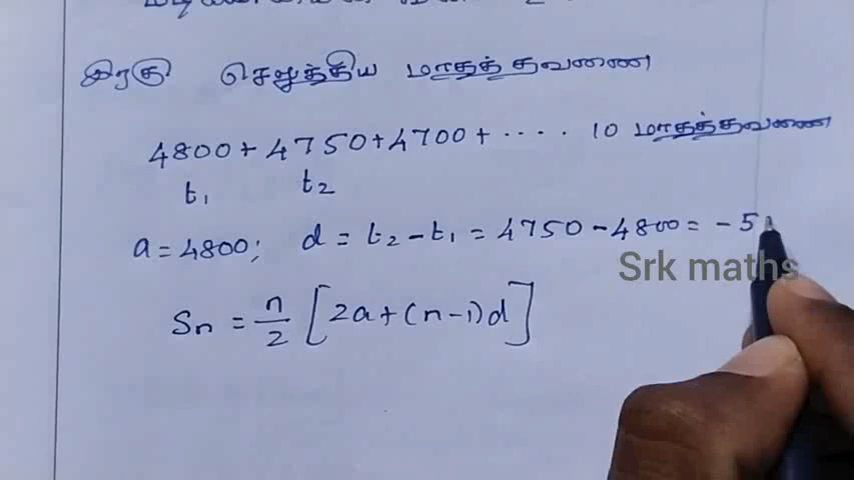 இரகு செலுத்திய மாதத் தவணை
4800 + 4750 + 4700 + .... 10 மாதத்தவணை
t₁ t₂
a = 4800; d = t₂ - t₁ = 4750 - 4800 = - 5
Srk maths
Sn = n/2 [2a + (n-1)d]